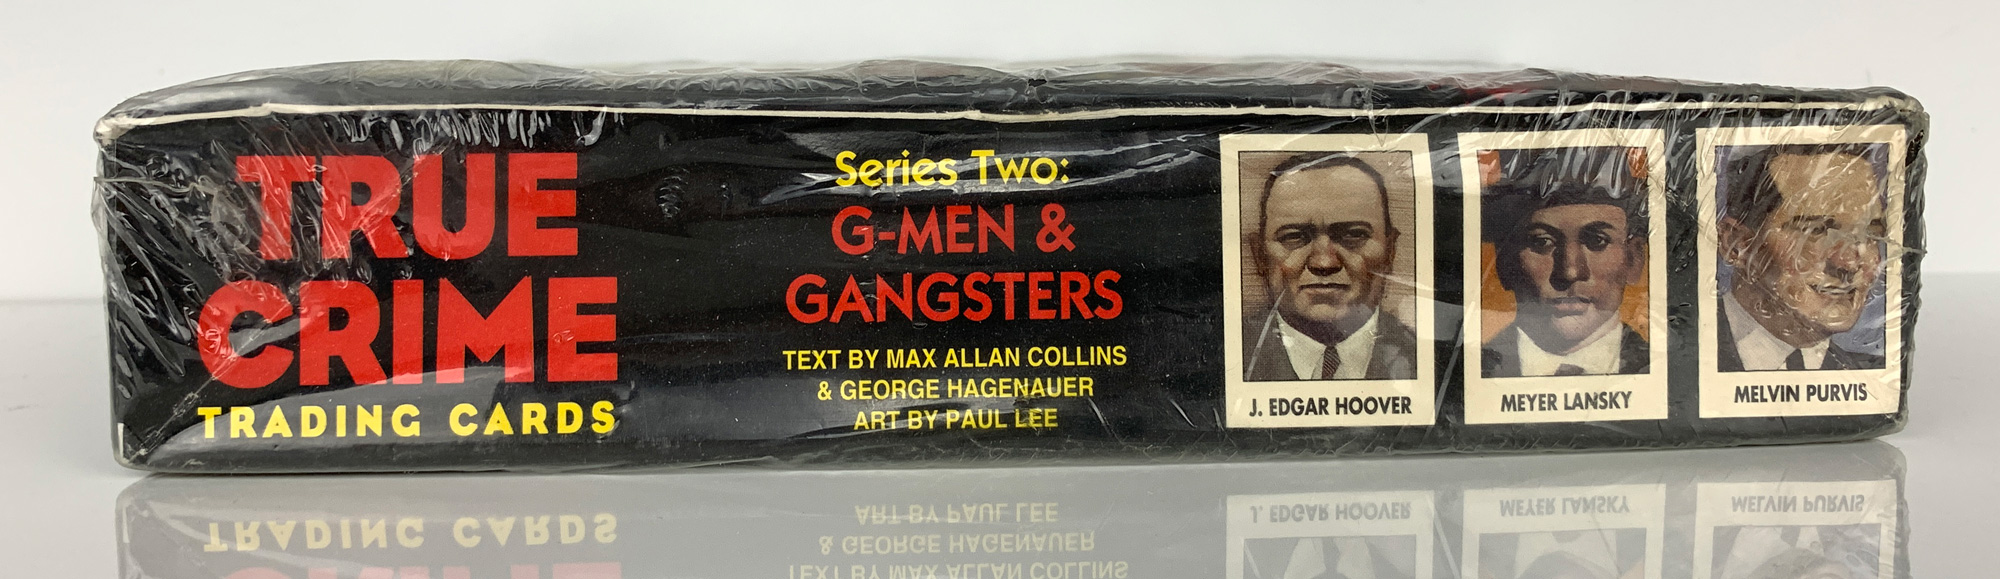 TRUE
CRIME
TRADING CARDS
Series Two:
G-MEN &
GANGSTERS
TEXT BY MAX ALLAN COLLINS
& GEORGE HAGENAUER
ART BY PAUL LEE
J. EDGAR HOOVER
MEYER LANSKY
MELVIN PURVIS